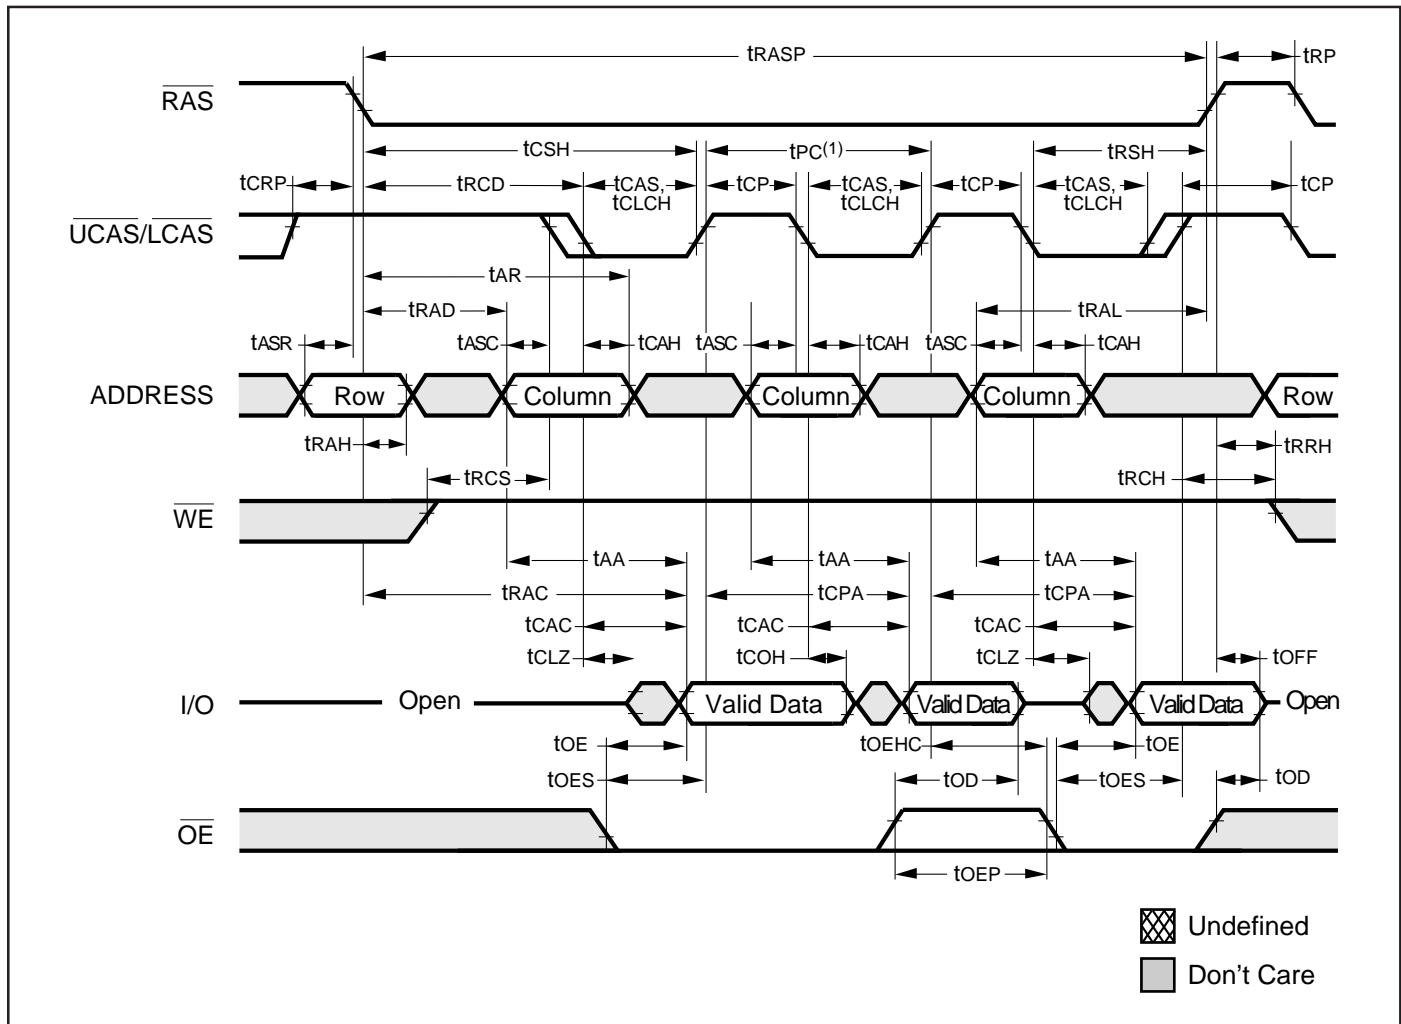 tRASP tRP
RAS
tCSH tPC(1) tRSH
tCRP tRCD tCAS, tCLCH tCP tCAS, tCLCH tCP tCAS, tCLCH tCP
UCAS/LCAS
tAR
tRAD tRAL
tASR tASC tCAH tASC tCAH tASC tCAH
ADDRESS Row Column Column Column Row
tRAH tRRH
tRCS tRCH
WE
tAA tAA tAA
tRAC tCPA tCPA
tCAC tCAC tCAC
tCLZ tCOH tCLZ tOFF
I/O Open Valid Data Valid Data Valid Data Open
tOE tOEHC tOE
tOES tOD tOES tOD
OE
tOEP
Undefined
Don't Care